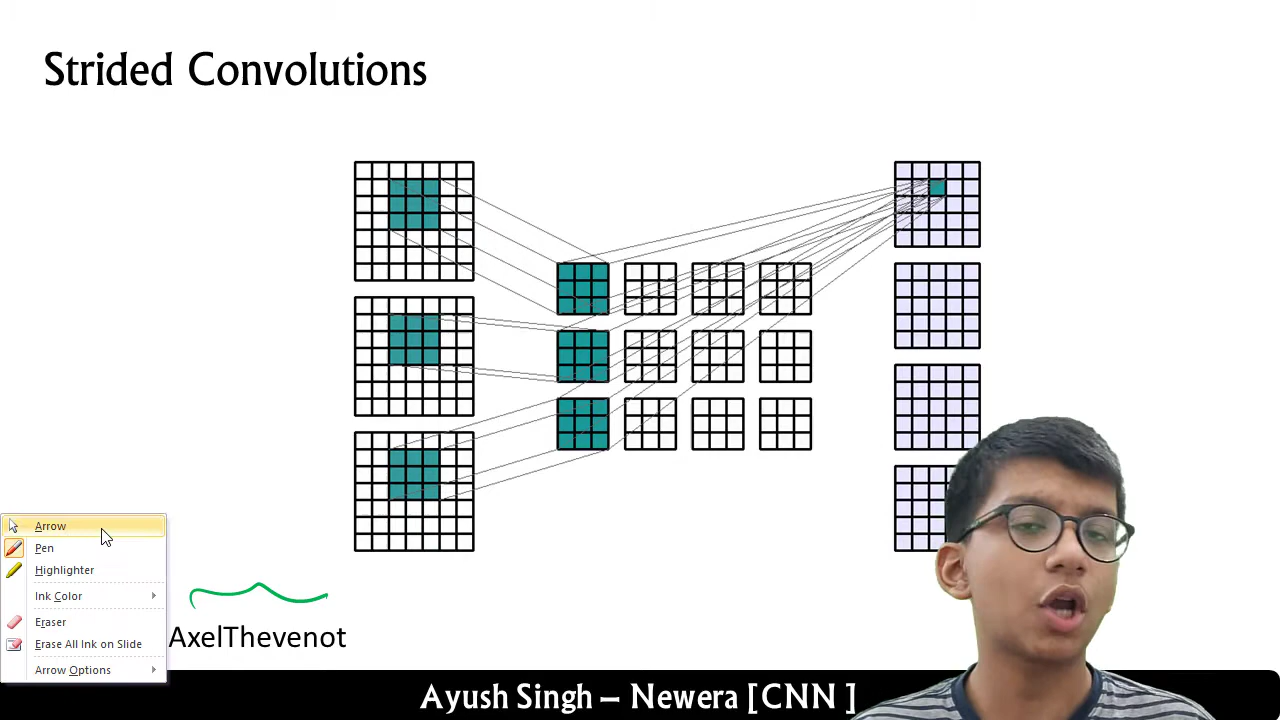 Strided Convolutions
Arrow
Pen
Highlighter
Ink Color
Eraser
Erase All Ink on Slide
Arrow Options
AxelThevenot
Ayush Singh – Newera [CNN ]